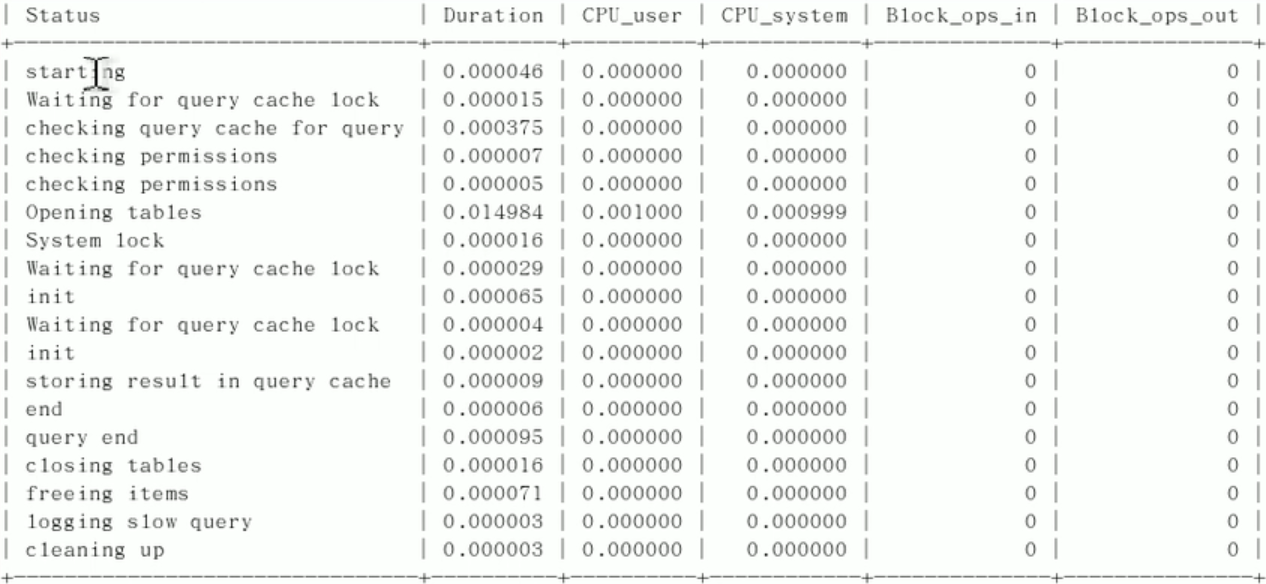 | Status | Duration | CPU_user | CPU_system | Block_ops_in | Block_ops_out |
| starting | 0.000046 | 0.000000 | 0.000000 | 0 | 0 |
| Waiting for query cache lock | 0.000015 | 0.000000 | 0.000000 | 0 | 0 |
| checking query cache for query | 0.000375 | 0.000000 | 0.000000 | 0 | 0 |
| checking permissions | 0.000007 | 0.000000 | 0.000000 | 0 | 0 |
| checking permissions | 0.000005 | 0.000000 | 0.000000 | 0 | 0 |
| Opening tables | 0.014984 | 0.001000 | 0.000999 | 0 | 0 |
| System lock | 0.000016 | 0.000000 | 0.000000 | 0 | 0 |
| Waiting for query cache lock | 0.000029 | 0.000000 | 0.000000 | 0 | 0 |
| init | 0.000065 | 0.000000 | 0.000000 | 0 | 0 |
| Waiting for query cache lock | 0.000004 | 0.000000 | 0.000000 | 0 | 0 |
| init | 0.000002 | 0.000000 | 0.000000 | 0 | 0 |
| storing result in query cache | 0.000009 | 0.000000 | 0.000000 | 0 | 0 |
| end | 0.000006 | 0.000000 | 0.000000 | 0 | 0 |
| query end | 0.000095 | 0.000000 | 0.000000 | 0 | 0 |
| closing tables | 0.000016 | 0.000000 | 0.000000 | 0 | 0 |
| freeing items | 0.000071 | 0.000000 | 0.000000 | 0 | 0 |
| logging slow query | 0.000003 | 0.000000 | 0.000000 | 0 | 0 |
| cleaning up | 0.000003 | 0.000000 | 0.000000 | 0 | 0 |